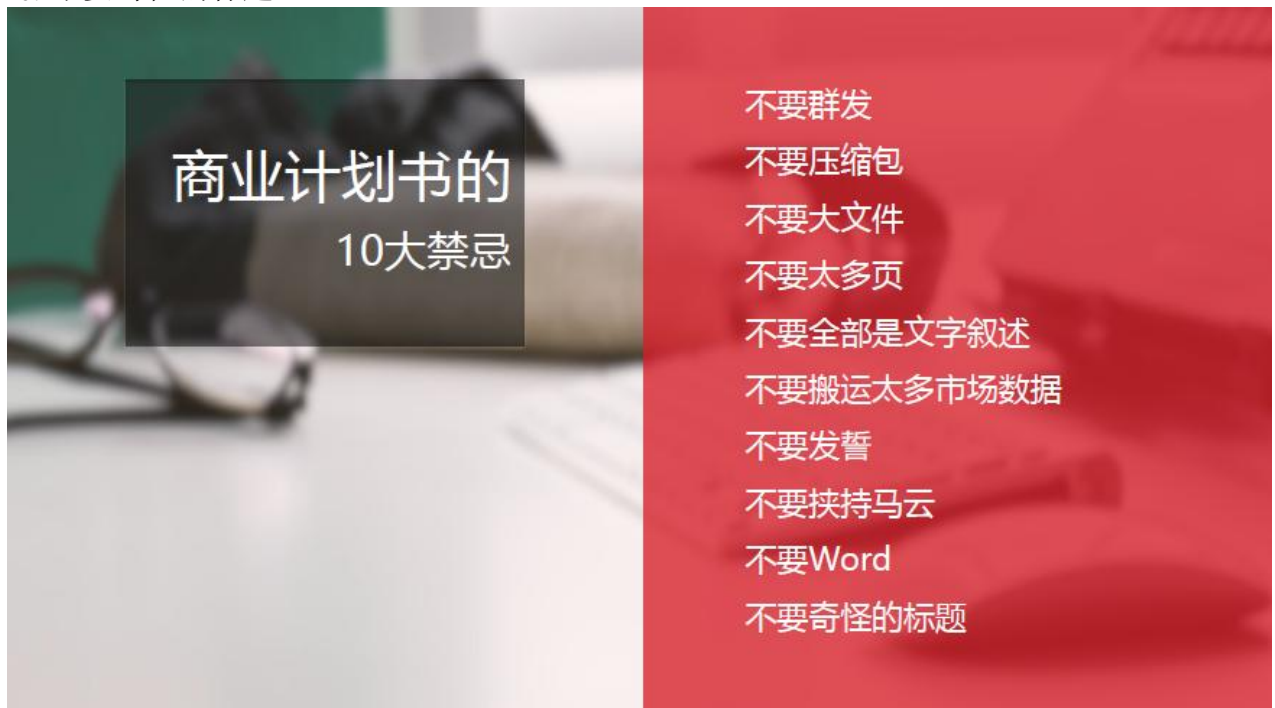 商业计划书的
10大禁忌
不要群发
不要压缩包
不要大文件
不要太多页
不要全部是文字叙述
不要搬运太多市场数据
不要发誓
不要挟持马云
不要Word
不要奇怪的标题